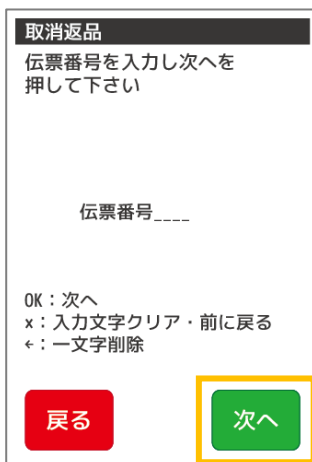 取消返品
伝票番号を入力し次へを
押して下さい
伝票番号____
OK：次へ
×：入力文字クリア・前に戻る
←：一文字削除
戻る
次へ